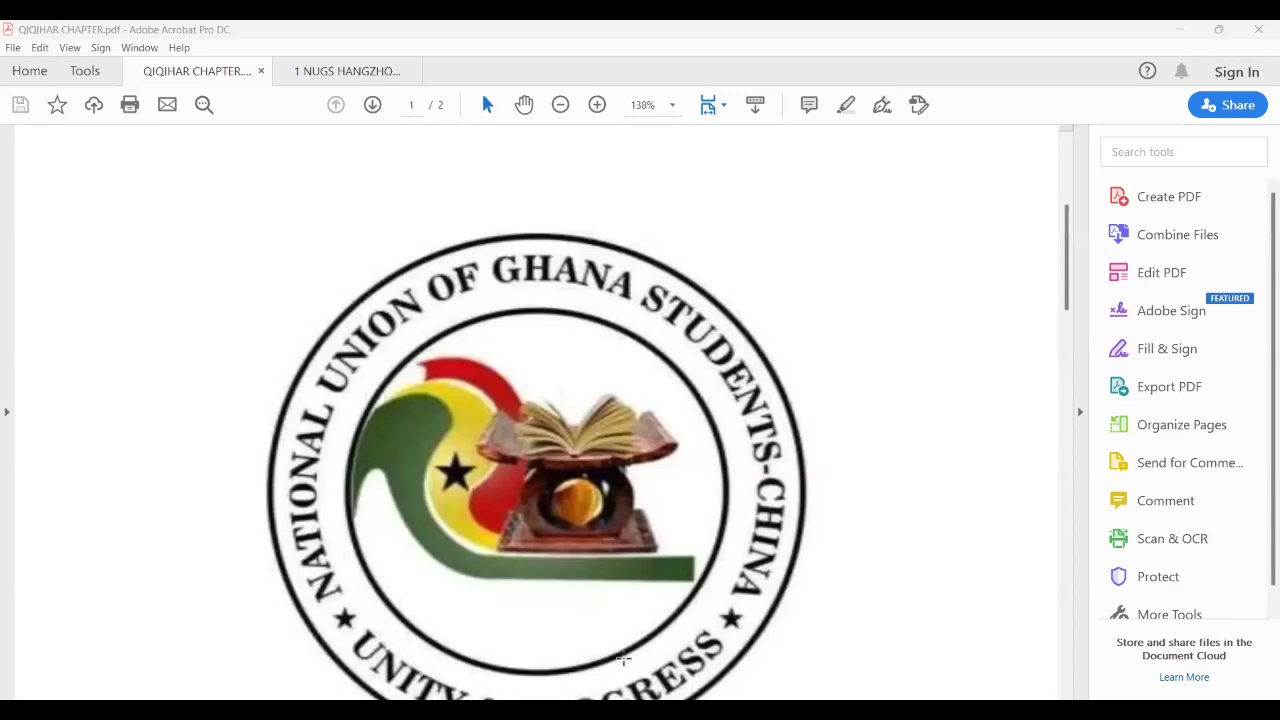 QIQIHAR CHAPTER.pdf - Adobe Acrobat Pro DC
File Edit View Sign Window Help
Home Tools QIQIHAR CHAPTER.... × 1 NUGS HANGZHO... Sign In
1 / 2 138% Share
Search tools
Create PDF
Combine Files
Edit PDF
FEATURED
Adobe Sign
Fill & Sign
Export PDF
Organize Pages
Send for Comme...
Comment
Scan & OCR
Protect
More Tools
Store and share files in the
Document Cloud
Learn More
NATIONAL UNION OF GHANA STUDENTS-CHINA
UNITY